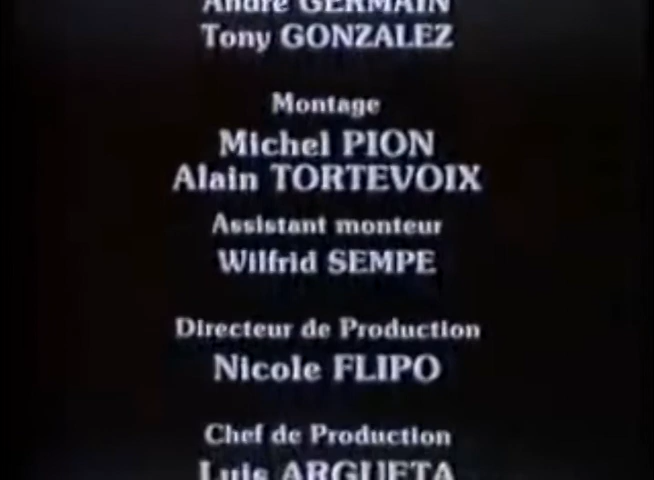 André GERMAIN
Tony GONZALEZ
Montage
Michel PION
Alain TORTEVOIX
Assistant monteur
Wilfrid SEMPE
Directeur de Production
Nicole FLIPO
Chef de Production
Luis ARGUETA